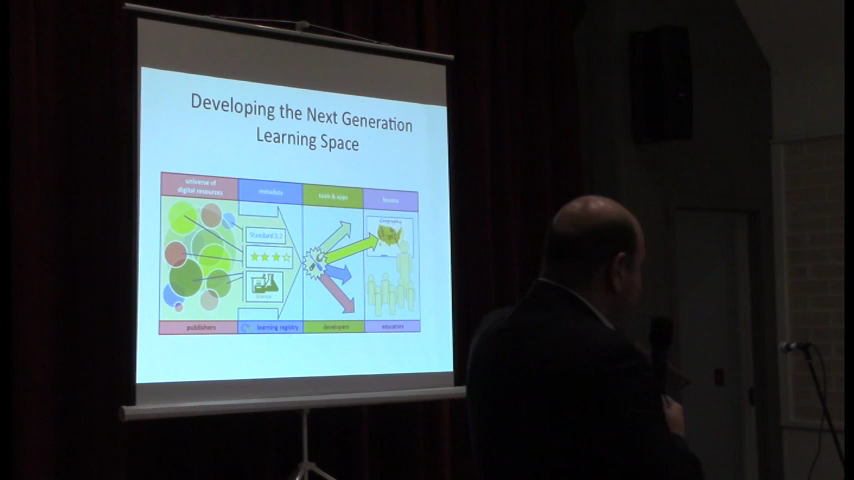 Developing the Next Generation
Learning Space
universe of
digital resources
metadata
tools & apps
lessons
Standard 3.2
science
publishers
learning registry
developers
educators